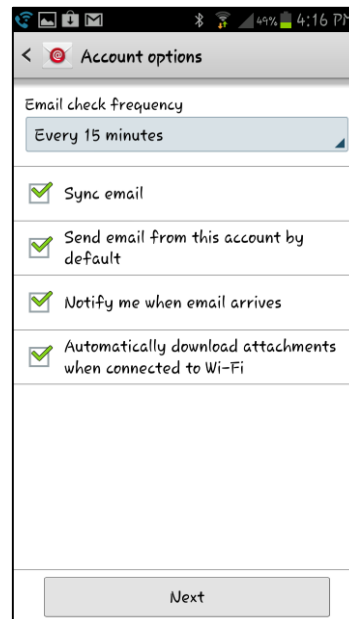 49% 4:16 PM
Account options
Email check frequency
Every 15 minutes
Sync email
Send email from this account by
default
Notify me when email arrives
Automatically download attachments
when connected to Wi-Fi
Next